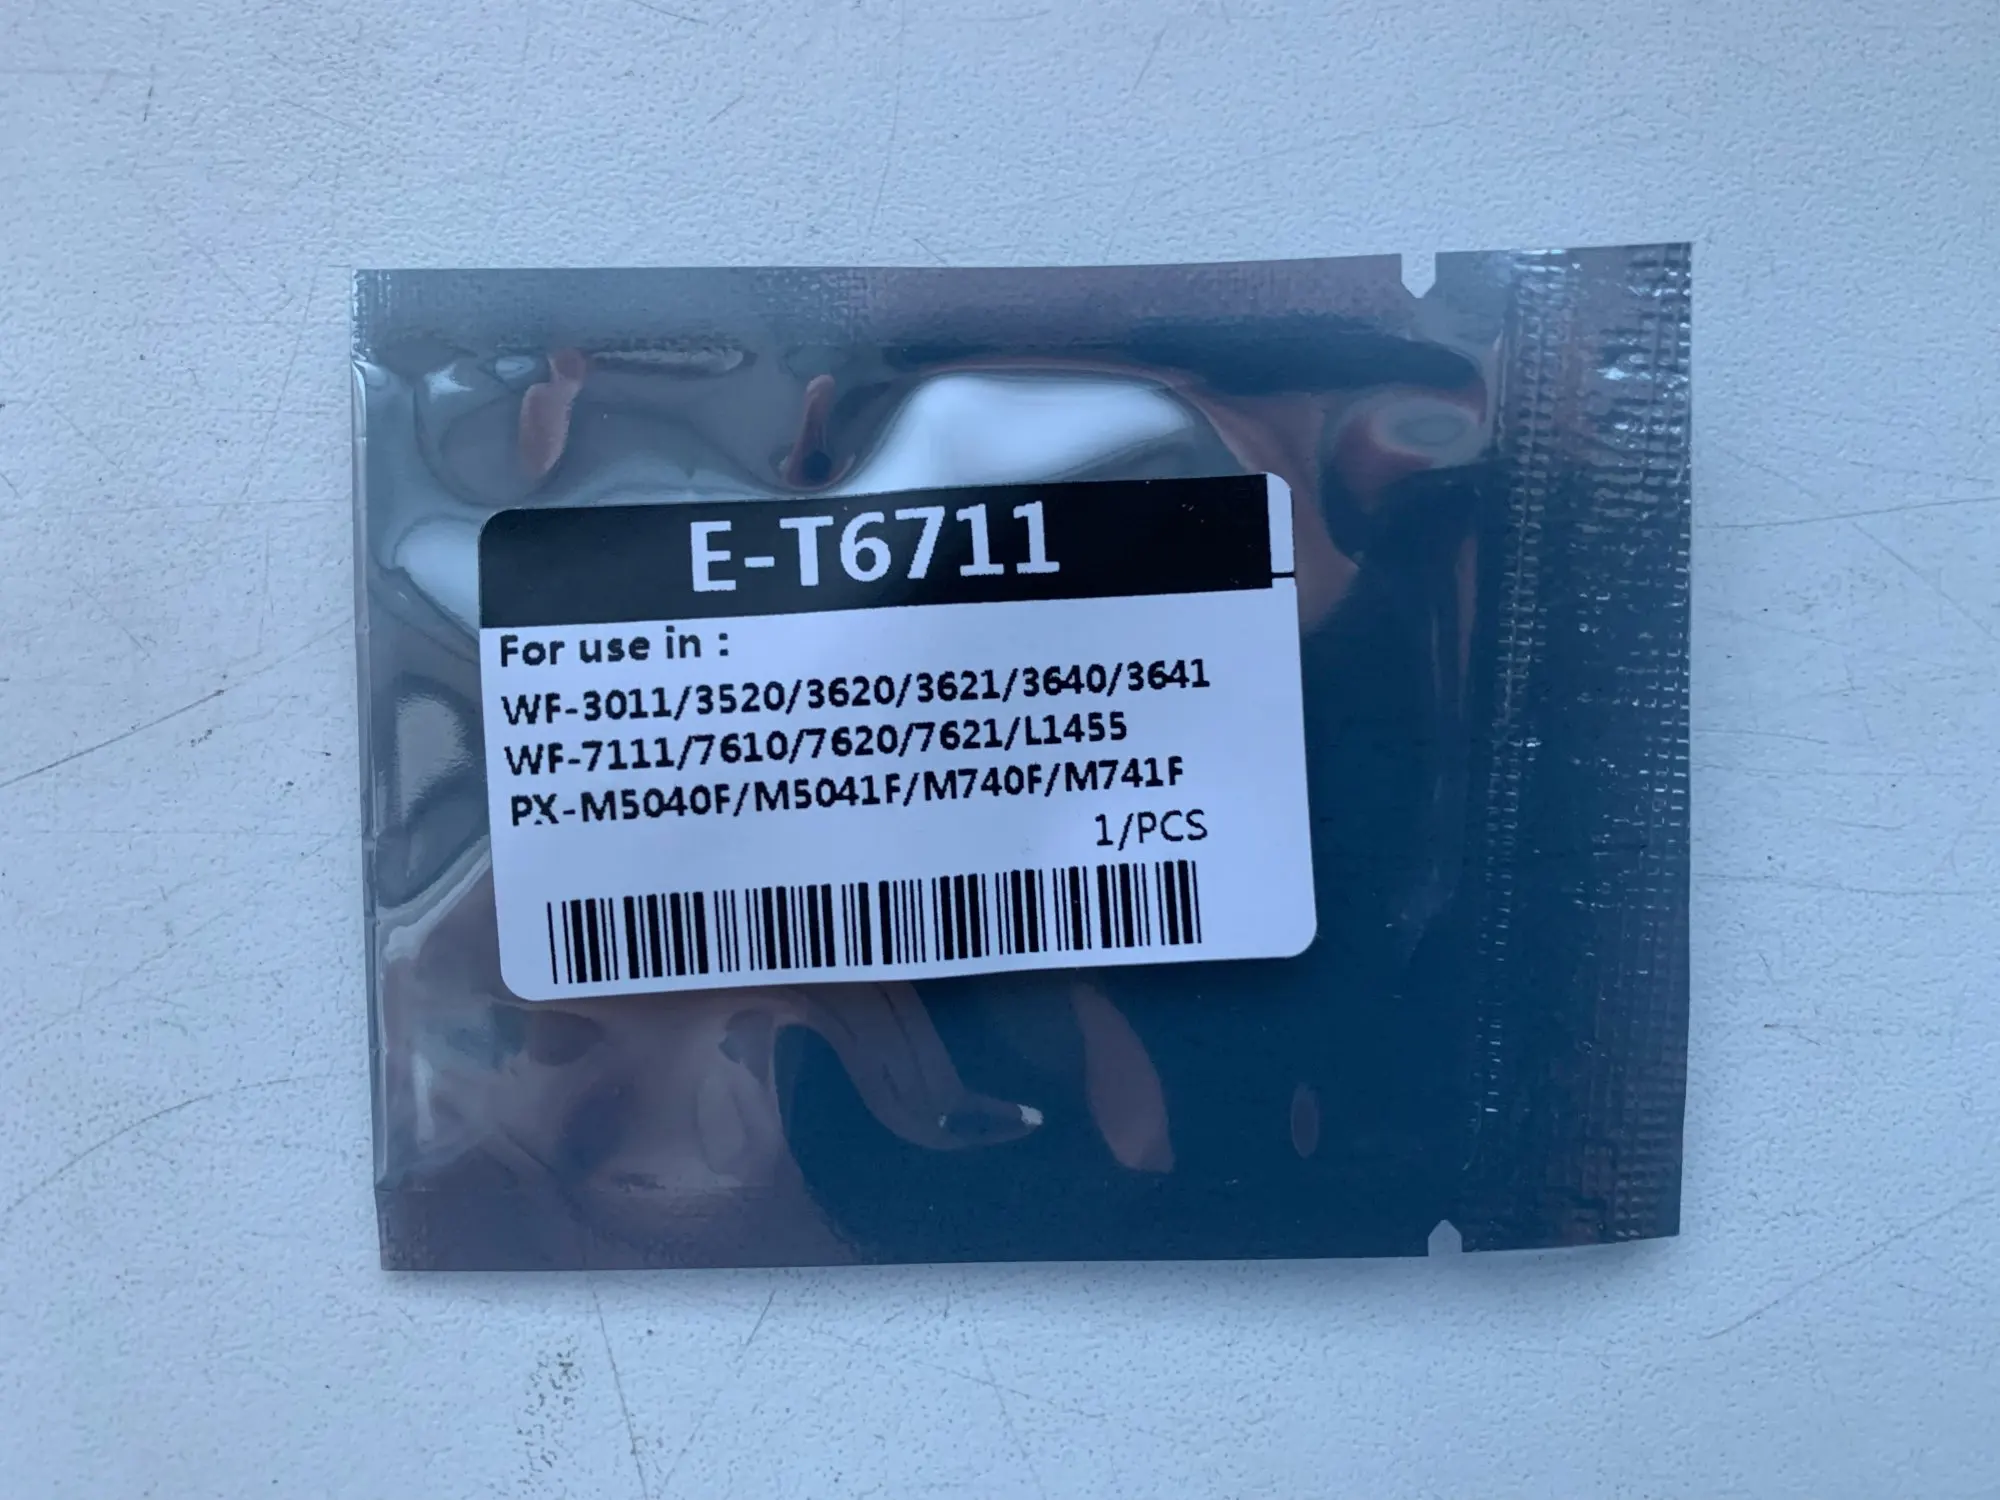 E-T6711
For use in :
WF-3011/3520/3620/3621/3640/3641
WF-7111/7610/7620/7621/L1455
PX-M5040F/M5041F/M740F/M741F
1/PCS